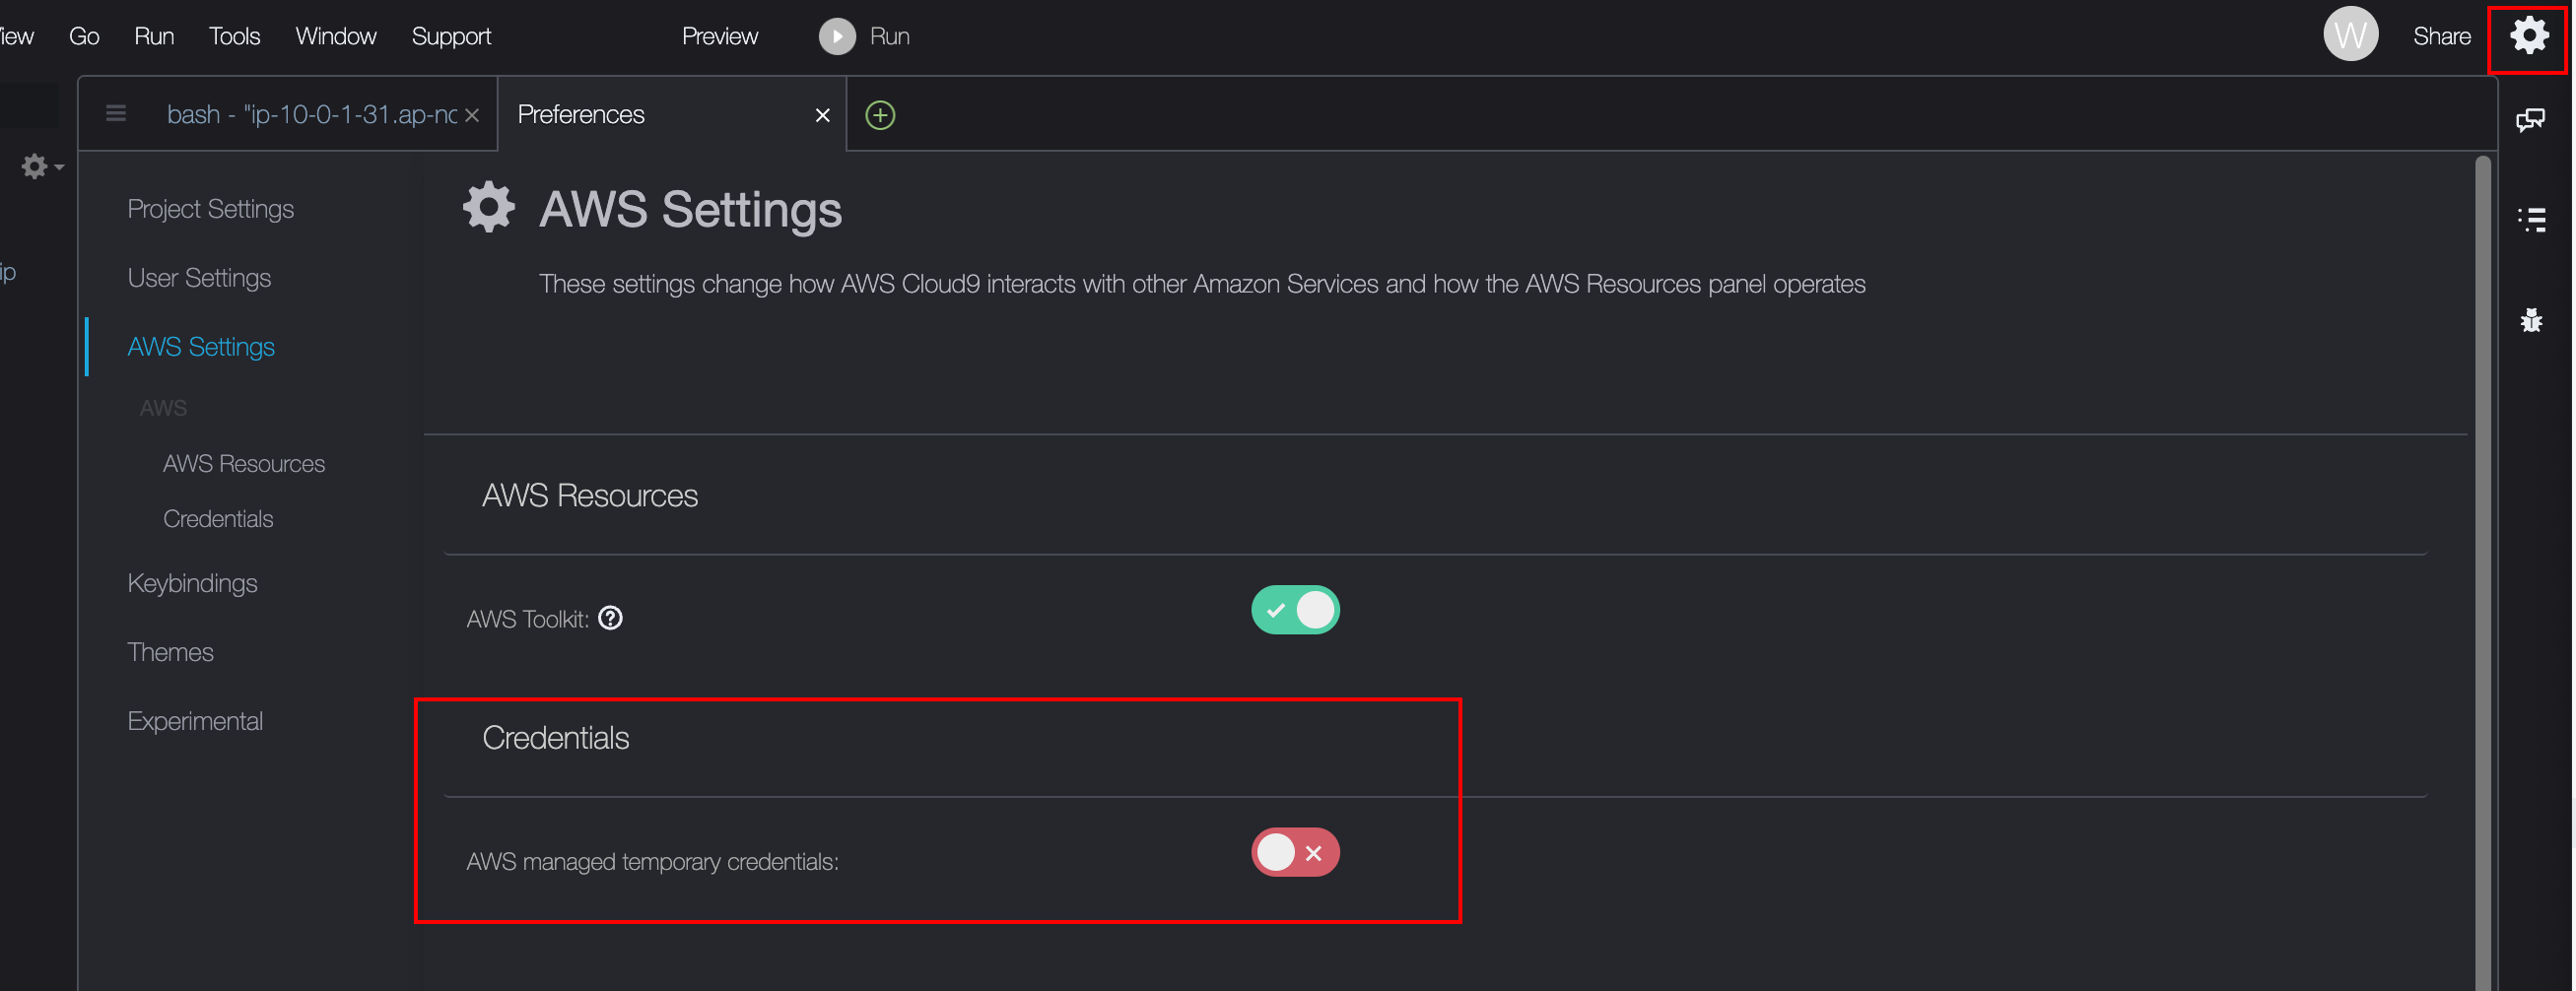 Go Run Tools Window Support Preview Run W Share
bash - "ip-10-0-1-31.ap-nc
Preferences
Project Settings
User Settings
AWS Settings
AWS
AWS Resources
Credentials
Keybindings
Themes
Experimental
AWS Settings
These settings change how AWS Cloud9 interacts with other Amazon Services and how the AWS Resources panel operates
AWS Resources
AWS Toolkit:
Credentials
AWS managed temporary credentials:
ip